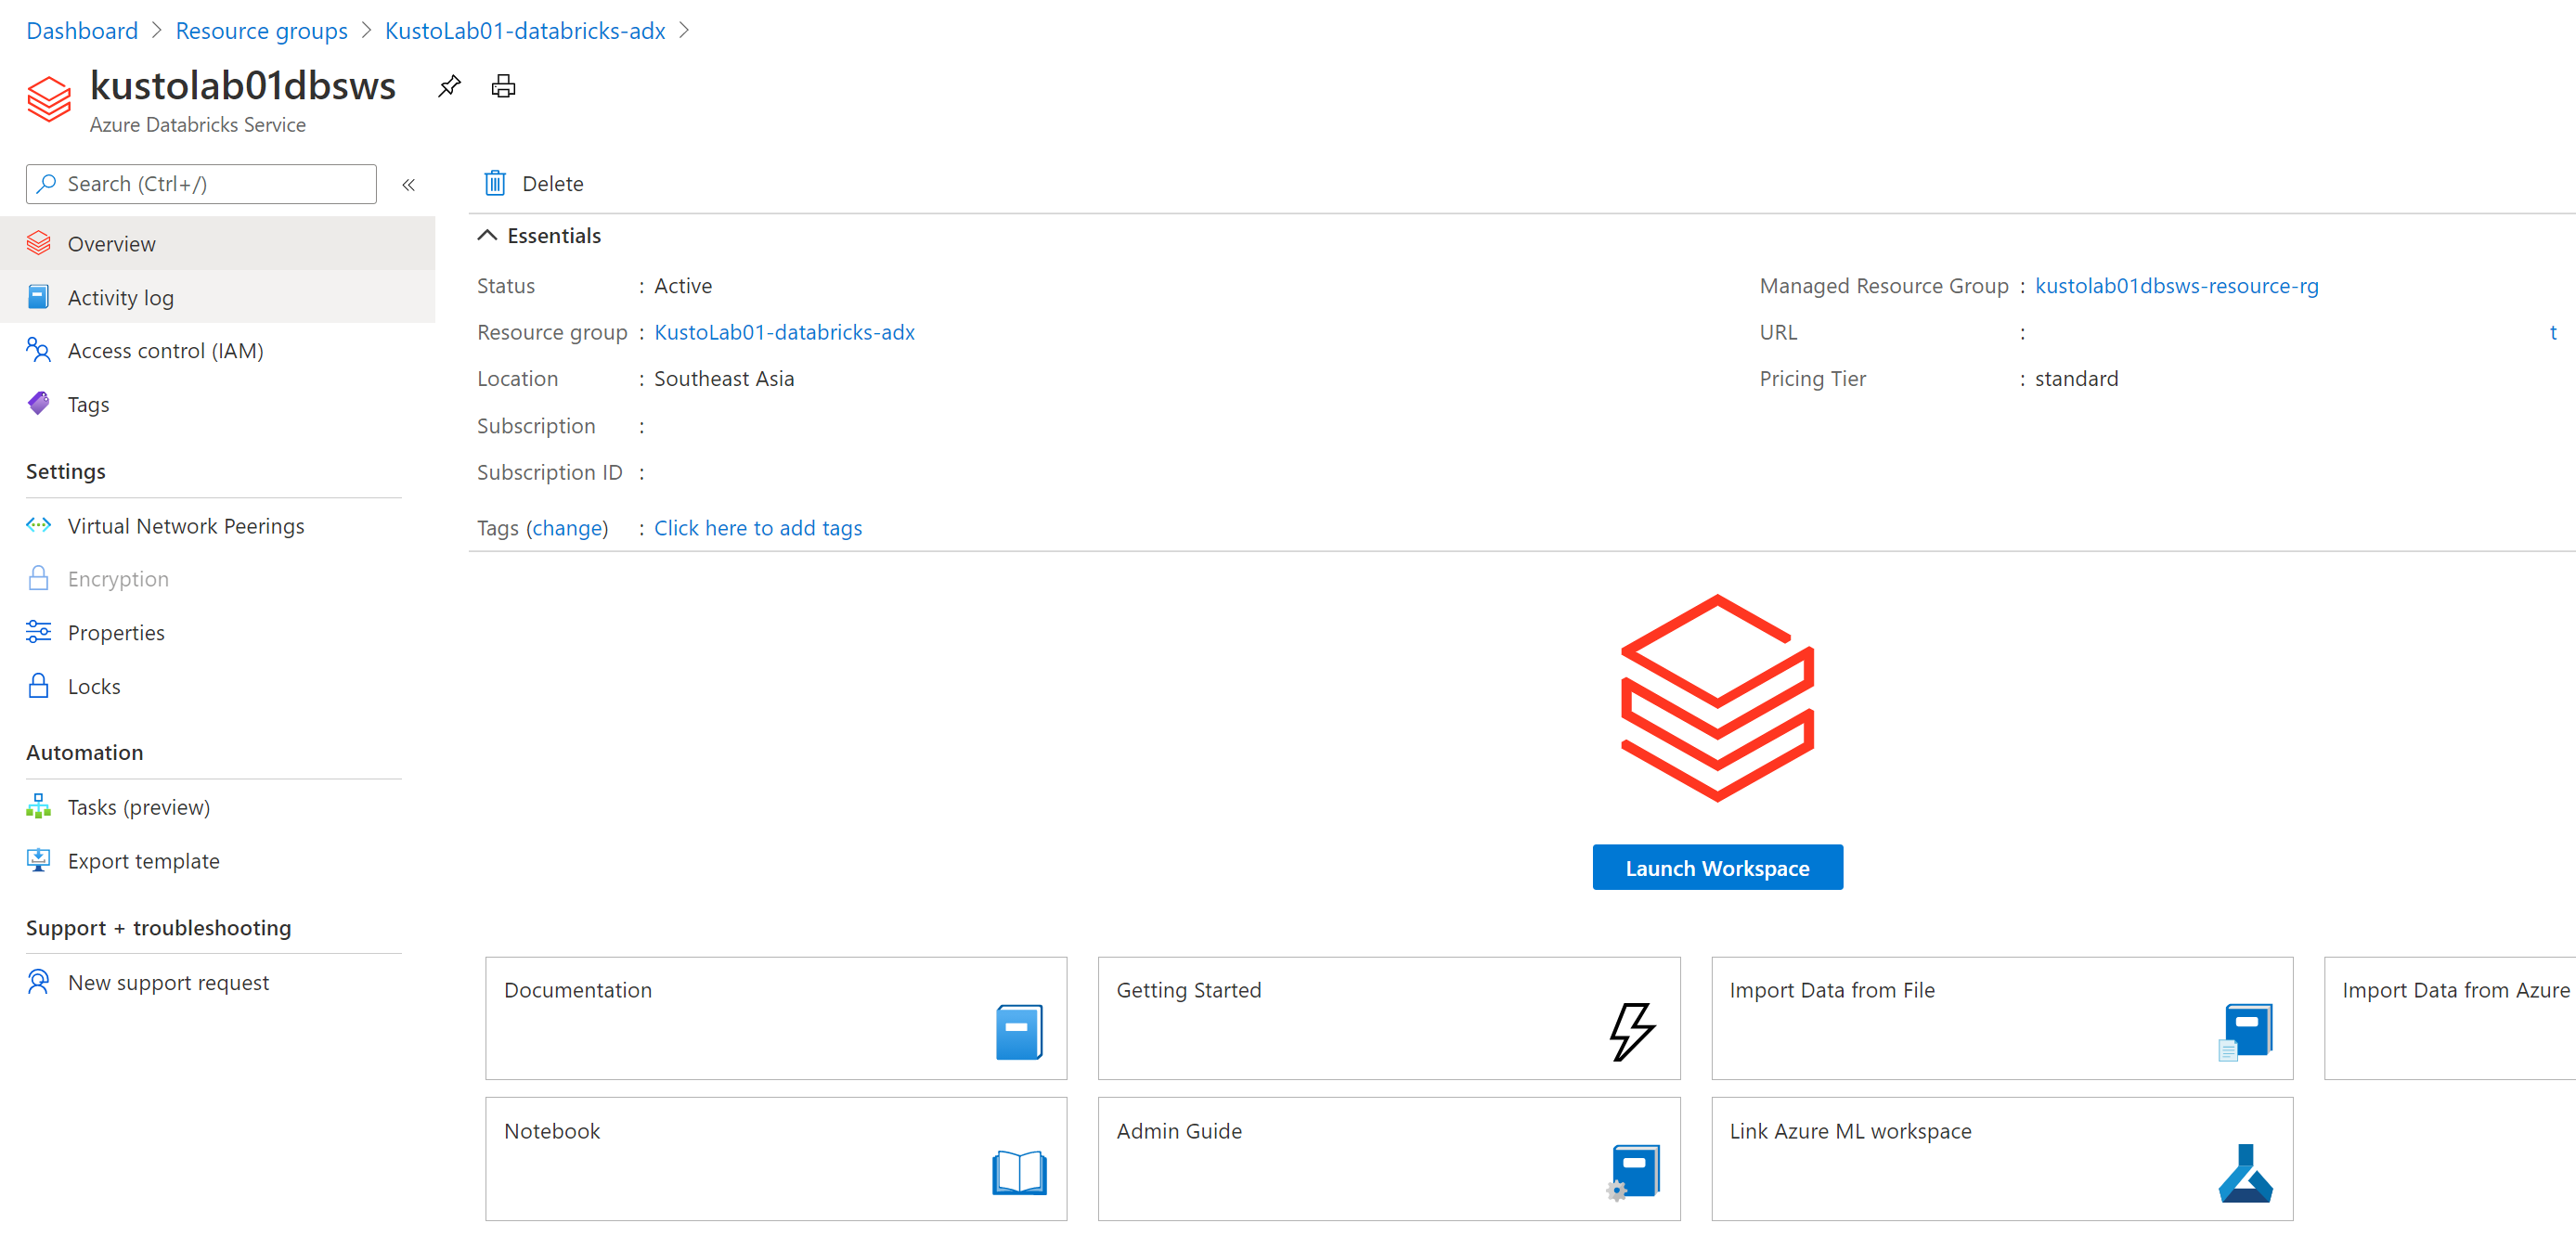 Dashboard > Resource groups > KustoLab01-databricks-adx >
kustolab01dbsws
Azure Databricks Service
Search (Ctrl+/)
«
Delete
Overview
Activity log
Access control (IAM)
Tags
Settings
Virtual Network Peerings
Encryption
Properties
Locks
Automation
Tasks (preview)
Export template
Support + troubleshooting
New support request
Essentials
Status : Active
Resource group : KustoLab01-databricks-adx
Location : Southeast Asia
Subscription :
Subscription ID :
Tags (change) : Click here to add tags
Managed Resource Group : kustolab01dbsws-resource-rg
URL : t
Pricing Tier : standard
Launch Workspace
Documentation
Getting Started
Import Data from File
Import Data from Azure
Notebook
Admin Guide
Link Azure ML workspace